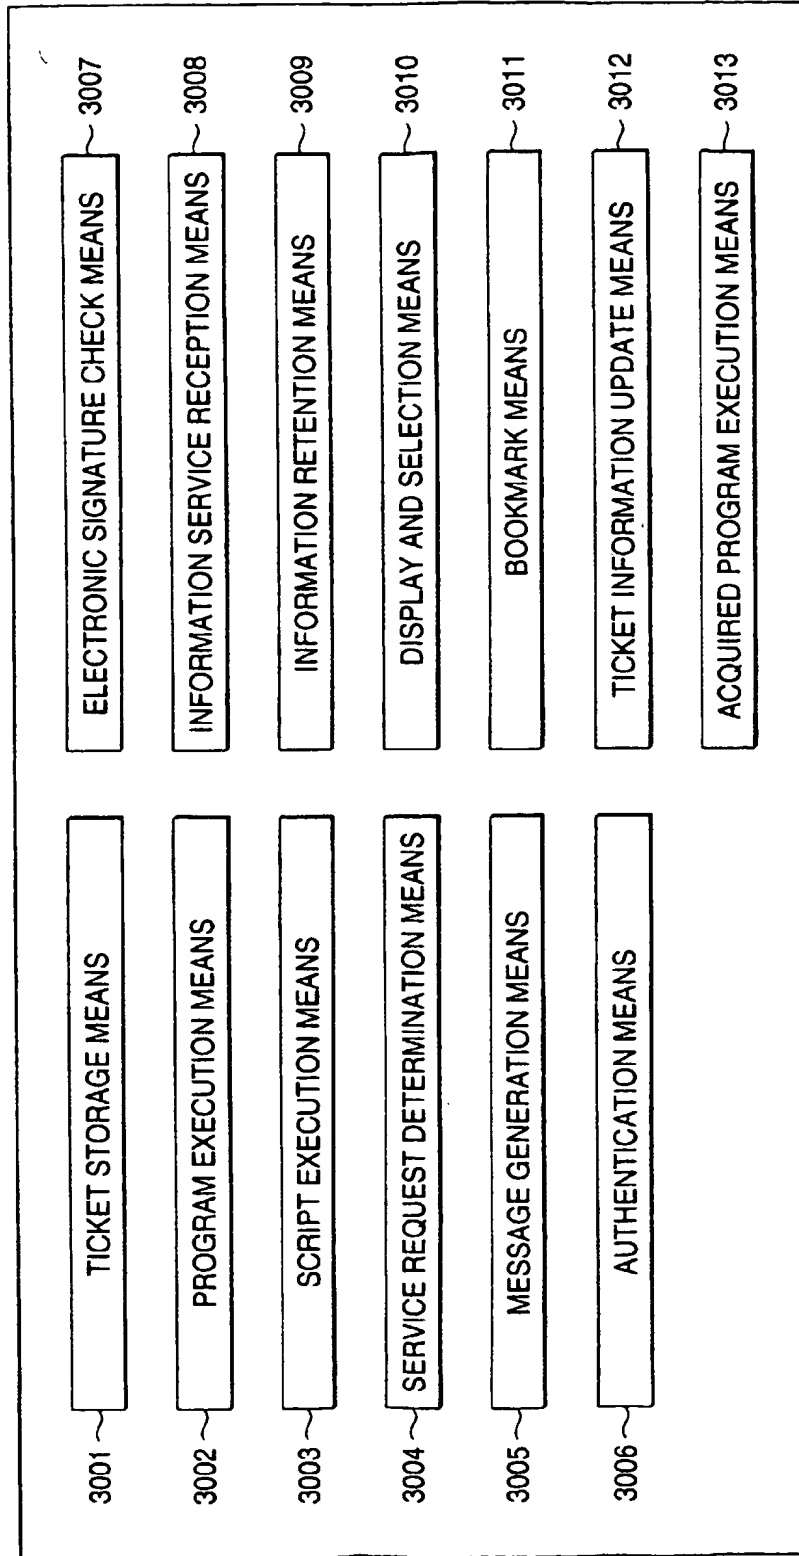 3001 TICKET STORAGE MEANS
3002 PROGRAM EXECUTION MEANS
3003 SCRIPT EXECUTION MEANS
3004 SERVICE REQUEST DETERMINATION MEANS
3005 MESSAGE GENERATION MEANS
3006 AUTHENTICATION MEANS
ELECTRONIC SIGNATURE CHECK MEANS 3007
INFORMATION SERVICE RECEPTION MEANS 3008
INFORMATION RETENTION MEANS 3009
DISPLAY AND SELECTION MEANS 3010
BOOKMARK MEANS 3011
TICKET INFORMATION UPDATE MEANS 3012
ACQUIRED PROGRAM EXECUTION MEANS 3013